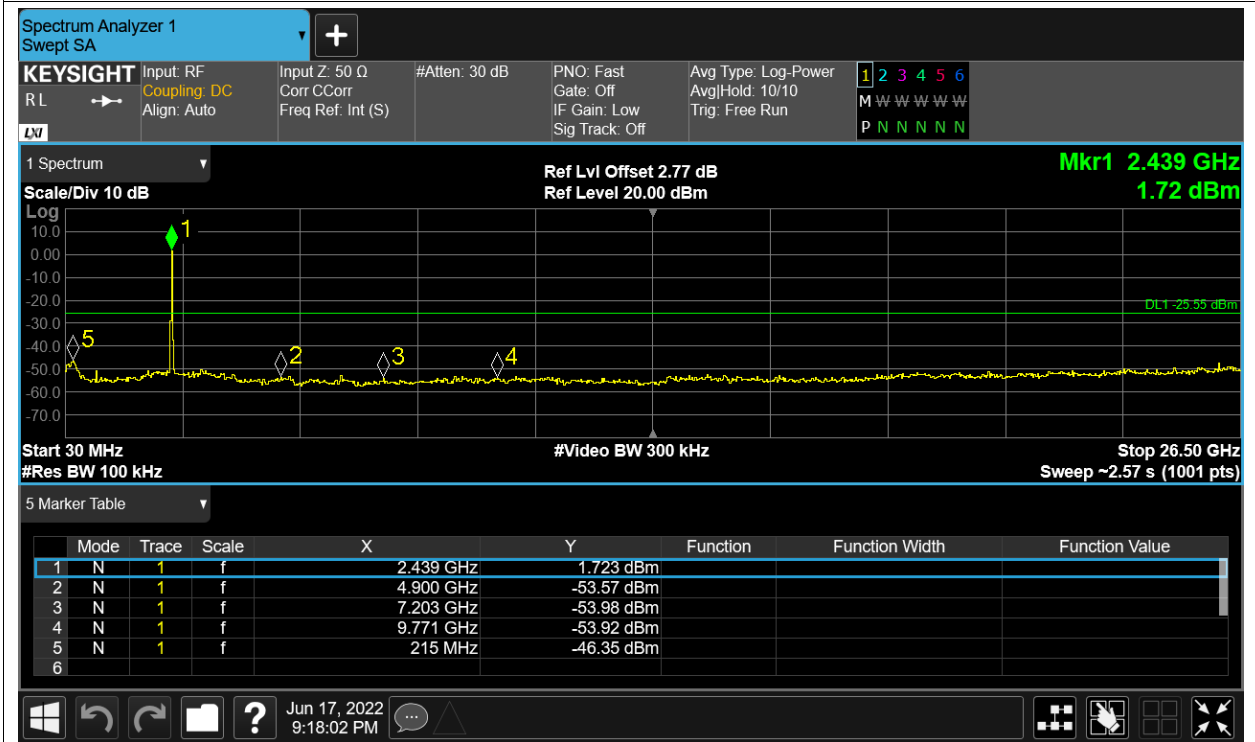 Spectrum Analyzer 1
Swept SA
+
KEYSIGHT Input: RF Input Z: 50 Ω #Atten: 30 dB PNO: Fast Avg Type: Log-Power 1 2 3 4 5 6
R L Coupling: DC Corr CCorr Gate: Off Avg|Hold: 10/10 M W W W W W
Align: Auto Freq Ref: Int (S) IF Gain: Low Trig: Free Run
LXI Sig Track: Off P N N N N N
1 Spectrum Ref Lvl Offset 2.77 dB Mkr1 2.439 GHz
Scale/Div 10 dB Ref Level 20.00 dBm 1.72 dBm
Log
10.0 1
0.00
-10.0
-20.0 DL1 -25.55 dBm
-30.0
-40.0 5 2 3 4
-50.0
-60.0
-70.0
Start 30 MHz #Video BW 300 kHz Stop 26.50 GHz
#Res BW 100 kHz Sweep ~2.57 s (1001 pts)
5 Marker Table
Mode Trace Scale X Y Function Function Width Function Value
1 N 1 f 2.439 GHz 1.723 dBm
2 N 1 f 4.900 GHz -53.57 dBm
3 N 1 f 7.203 GHz -53.98 dBm
4 N 1 f 9.771 GHz -53.92 dBm
5 N 1 f 215 MHz -46.35 dBm
6
? Jun 17, 2022
9:18:02 PM